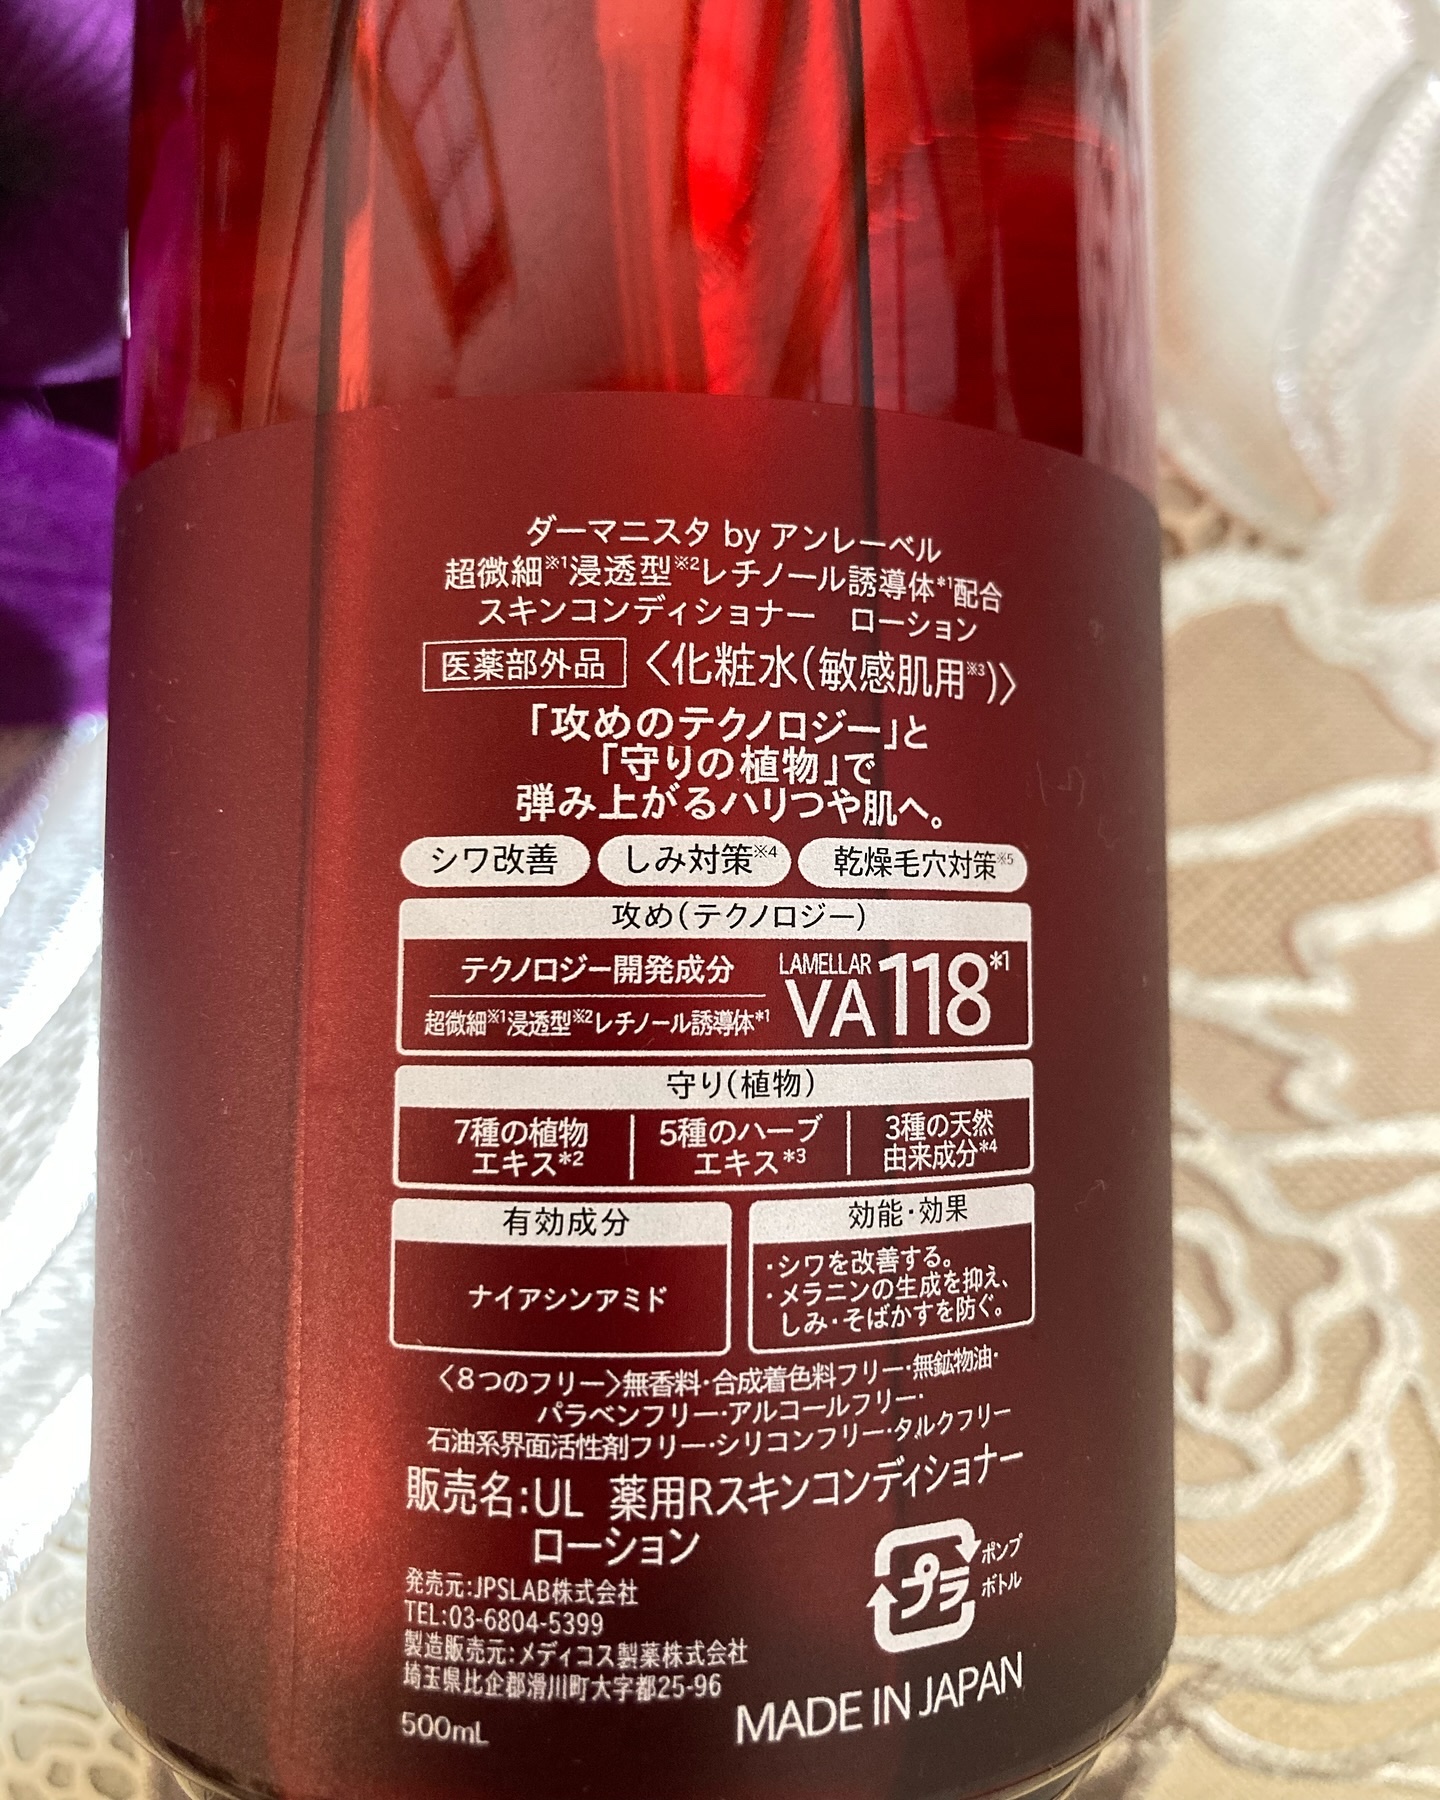 ダーマニスタ by アンレーベル
超微細※1浸透型※2レチノール誘導体*1配合
スキンコンディショナー ローション
医薬部外品 〈化粧水(敏感肌用※3)〉
「攻めのテクノロジー」と
「守りの植物」で
弾み上がるハリつや肌へ。
シワ改善 しみ対策※4 乾燥毛穴対策※5
攻め(テクノロジー)
テクノロジー開発成分
超微細※1浸透型※2レチノール誘導体*1
LAMELLAR
VA118*1
守り(植物)
7種の植物
エキス*2
5種のハーブ
エキス*3
3種の天然
由来成分*4
有効成分
ナイアシンアミド
効能・効果
・シワを改善する。
・メラニンの生成を抑え、
しみ・そばかすを防ぐ。
〈8つのフリー〉無香料・合成着色料フリー・無鉱物油・
パラベンフリー・アルコールフリー・
石油系界面活性剤フリー・シリコンフリー・タルクフリー
販売名:UL 薬用Rスキンコンディショナー
ローション
発売元:JPSLAB株式会社
TEL:03-6804-5399
製造販売元:メディコス製薬株式会社
埼玉県比企郡滑川町大字都25-96
500mL
プラ
ポンプ
ボトル
MADE IN JAPAN